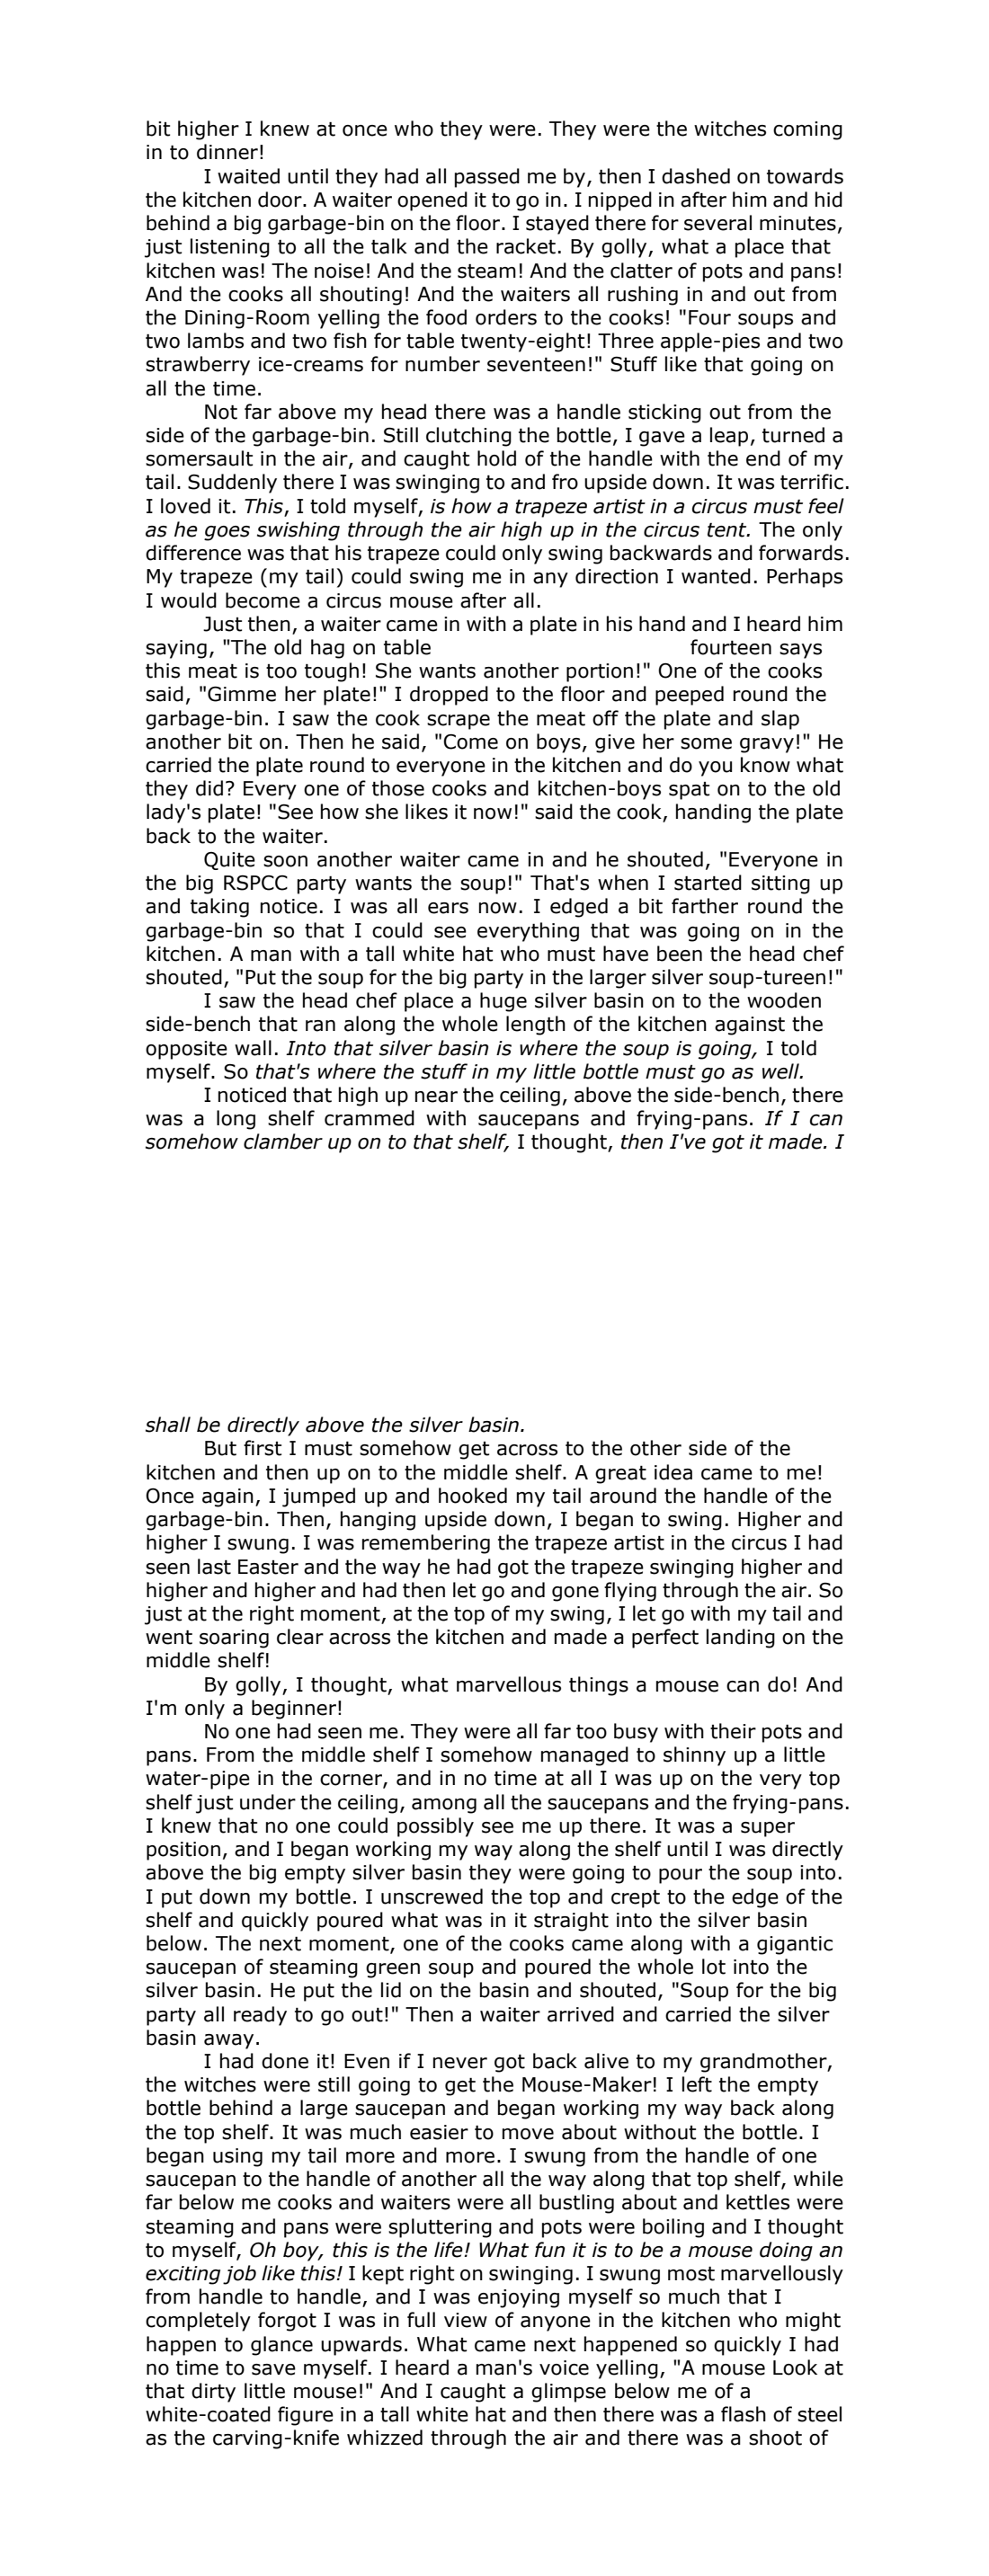 bit higher I knew at once who they were. They were the witches coming
in to dinner!
I waited until they had all passed me by, then I dashed on towards
the kitchen door. A waiter opened it to go in. I nipped in after him and hid
behind a big garbage-bin on the floor. I stayed there for several minutes,
just listening to all the talk and the racket. By golly, what a place that
kitchen was! The noise! And the steam! And the clatter of pots and pans!
And the cooks all shouting! And the waiters all rushing in and out from
the Dining-Room yelling the food orders to the cooks! "Four soups and
two lambs and two fish for table twenty-eight! Three apple-pies and two
strawberry ice-creams for number seventeen!" Stuff like that going on
all the time.
Not far above my head there was a handle sticking out from the
side of the garbage-bin. Still clutching the bottle, I gave a leap, turned a
somersault in the air, and caught hold of the handle with the end of my
tail. Suddenly there I was swinging to and fro upside down. It was terrific.
I loved it. This, I told myself, is how a trapeze artist in a circus must feel
as he goes swishing through the air high up in the circus tent. The only
difference was that his trapeze could only swing backwards and forwards.
My trapeze (my tail) could swing me in any direction I wanted. Perhaps
I would become a circus mouse after all.
Just then, a waiter came in with a plate in his hand and I heard him
saying, "The old hag on table fourteen says
this meat is too tough! She wants another portion!" One of the cooks
said, "Gimme her plate!" I dropped to the floor and peeped round the
garbage-bin. I saw the cook scrape the meat off the plate and slap
another bit on. Then he said, "Come on boys, give her some gravy!" He
carried the plate round to everyone in the kitchen and do you know what
they did? Every one of those cooks and kitchen-boys spat on to the old
lady's plate! "See how she likes it now!" said the cook, handing the plate
back to the waiter.
Quite soon another waiter came in and he shouted, "Everyone in
the big RSPCC party wants the soup!" That's when I started sitting up
and taking notice. I was all ears now. I edged a bit farther round the
garbage-bin so that I could see everything that was going on in the
kitchen. A man with a tall white hat who must have been the head chef
shouted, "Put the soup for the big party in the larger silver soup-tureen!"
I saw the head chef place a huge silver basin on to the wooden
side-bench that ran along the whole length of the kitchen against the
opposite wall. Into that silver basin is where the soup is going, I told
myself. So that's where the stuff in my little bottle must go as well.
I noticed that high up near the ceiling, above the side-bench, there
was a long shelf crammed with saucepans and frying-pans. If I can
somehow clamber up on to that shelf, I thought, then I've got it made. I
shall be directly above the silver basin.
But first I must somehow get across to the other side of the
kitchen and then up on to the middle shelf. A great idea came to me!
Once again, I jumped up and hooked my tail around the handle of the
garbage-bin. Then, hanging upside down, I began to swing. Higher and
higher I swung. I was remembering the trapeze artist in the circus I had
seen last Easter and the way he had got the trapeze swinging higher and
higher and higher and had then let go and gone flying through the air. So
just at the right moment, at the top of my swing, I let go with my tail and
went soaring clear across the kitchen and made a perfect landing on the
middle shelf!
By golly, I thought, what marvellous things a mouse can do! And
I'm only a beginner!
No one had seen me. They were all far too busy with their pots and
pans. From the middle shelf I somehow managed to shinny up a little
water-pipe in the corner, and in no time at all I was up on the very top
shelf just under the ceiling, among all the saucepans and the frying-pans.
I knew that no one could possibly see me up there. It was a super
position, and I began working my way along the shelf until I was directly
above the big empty silver basin they were going to pour the soup into.
I put down my bottle. I unscrewed the top and crept to the edge of the
shelf and quickly poured what was in it straight into the silver basin
below. The next moment, one of the cooks came along with a gigantic
saucepan of steaming green soup and poured the whole lot into the
silver basin. He put the lid on the basin and shouted, "Soup for the big
party all ready to go out!" Then a waiter arrived and carried the silver
basin away.
I had done it! Even if I never got back alive to my grandmother,
the witches were still going to get the Mouse-Maker! I left the empty
bottle behind a large saucepan and began working my way back along
the top shelf. It was much easier to move about without the bottle. I
began using my tail more and more. I swung from the handle of one
saucepan to the handle of another all the way along that top shelf, while
far below me cooks and waiters were all bustling about and kettles were
steaming and pans were spluttering and pots were boiling and I thought
to myself, Oh boy, this is the life! What fun it is to be a mouse doing an
exciting job like this! I kept right on swinging. I swung most marvellously
from handle to handle, and I was enjoying myself so much that I
completely forgot I was in full view of anyone in the kitchen who might
happen to glance upwards. What came next happened so quickly I had
no time to save myself. I heard a man's voice yelling, "A mouse Look at
that dirty little mouse!" And I caught a glimpse below me of a
white-coated figure in a tall white hat and then there was a flash of steel
as the carving-knife whizzed through the air and there was a shoot of